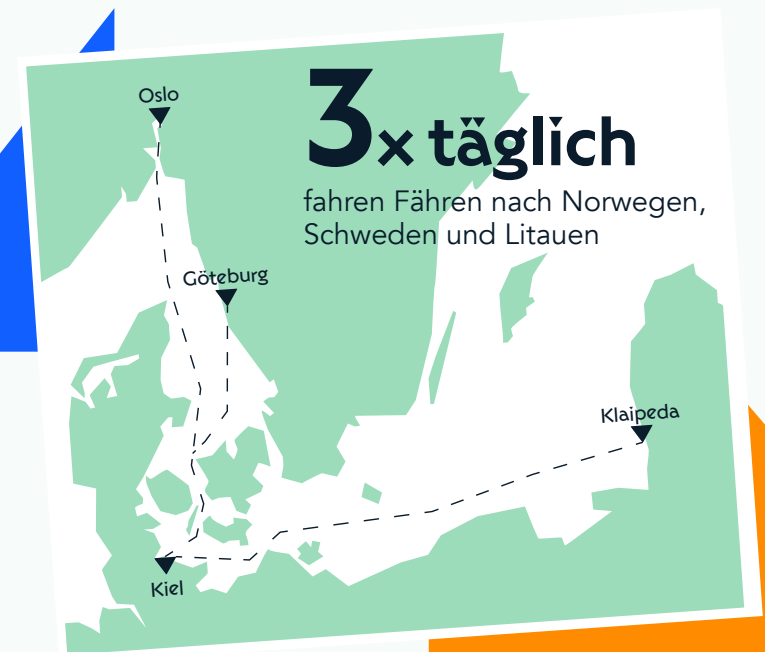 Oslo
3x täglich
fahren Fähren nach Norwegen,
Schweden und Litauen
Göteburg
Klaipeda
Kiel